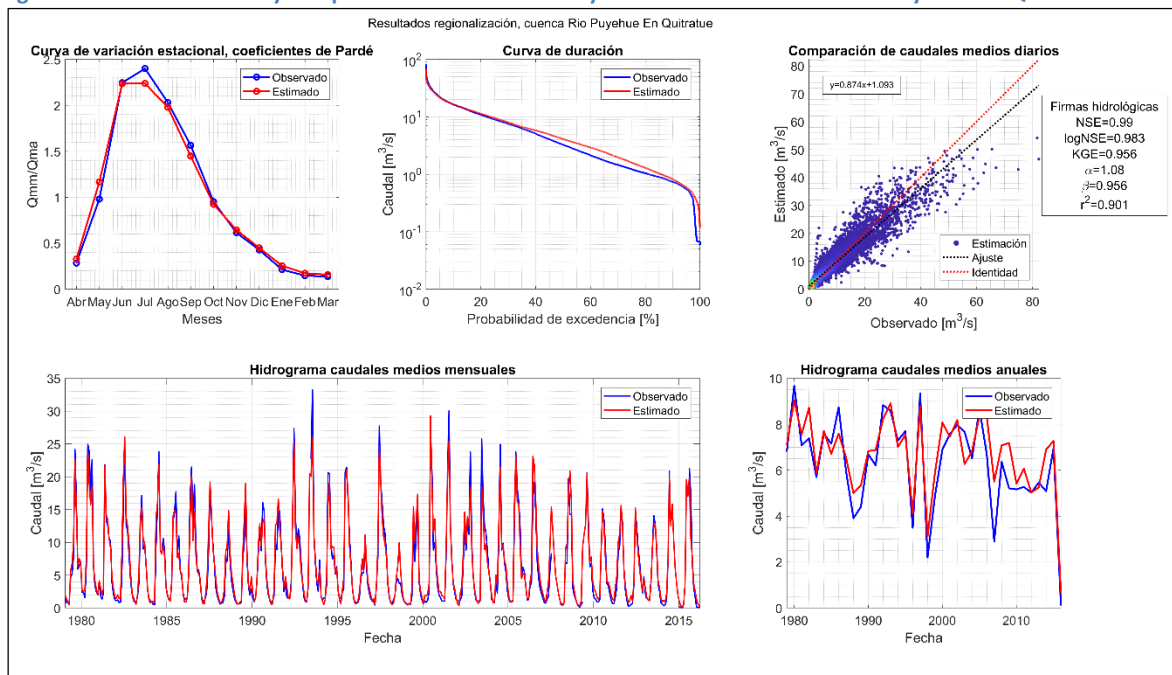 Resultados regionalización, cuenca Rio Puyehue En Quitratue
Curva de variación estacional, coeficientes de Pardé
Qmm/Qma
2.5
2
1.5
1
0.5
0
Observado
Estimado
Abr May Jun Jul Ago Sep Oct Nov Dic Ene Feb Mar
Meses
Curva de duración
Caudal [m³/s]
10²
10¹
10⁰
10⁻¹
10⁻²
Observado
Estimado
0 20 40 60 80 100
Probabilidad de excedencia [%]
Comparación de caudales medios diarios
Estimado [m³/s]
80
70
60
50
40
30
20
10
0
y=0.874x+1.093
Estimación
Ajuste
Identidad
0 20 40 60 80
Observado [m³/s]
Firmas hidrológicas
NSE=0.99
logNSE=0.983
KGE=0.956
α=1.08
β=0.956
r²=0.901
Hidrograma caudales medios mensuales
Caudal [m³/s]
35
30
25
20
15
10
5
0
Observado
Estimado
1980 1985 1990 1995 2000 2005 2010 2015
Fecha
Hidrograma caudales medios anuales
Caudal [m³/s]
10
8
6
4
2
0
Observado
Estimado
1980 1990 2000 2010
Fecha